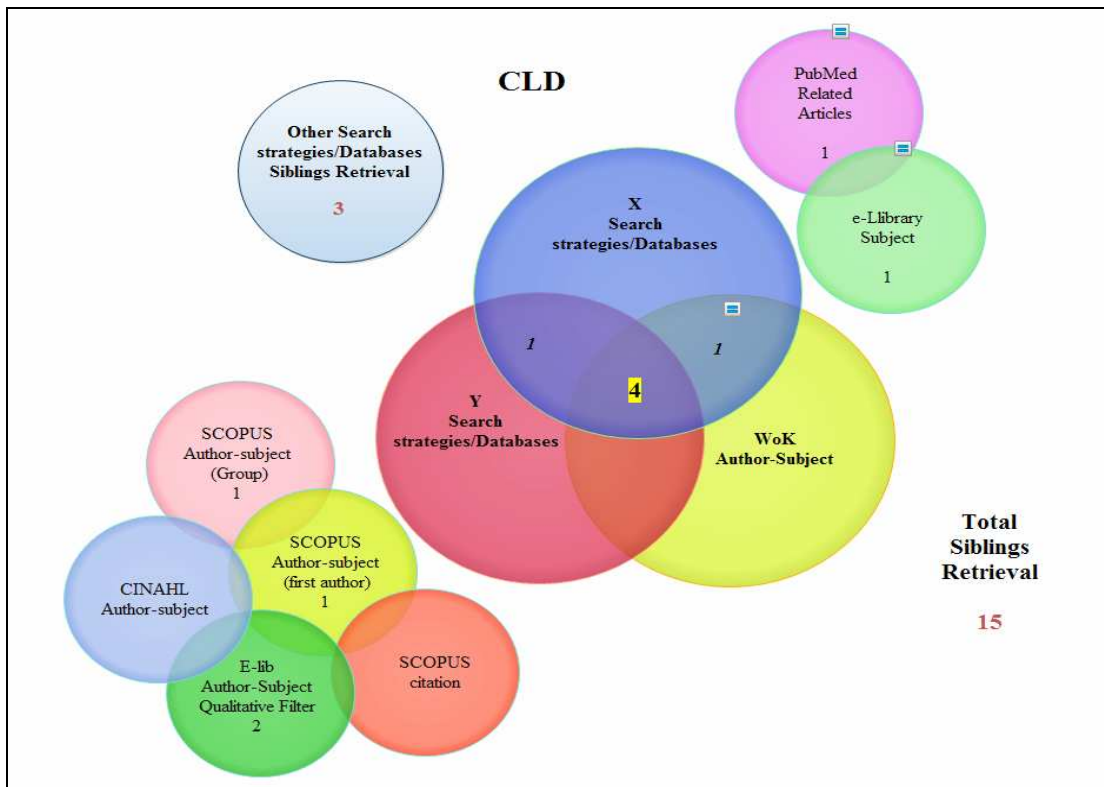 CLD
PubMed
Related
Articles
1
e-Llibrary
Subject
1
Other Search
strategies/Databases
Siblings Retrieval
3
X
Search
strategies/Databases
1
1
4
Y
Search
strategies/Databases
WoK
Author-Subject
SCOPUS
Author-subject
(Group)
1
SCOPUS
Author-subject
(first author)
1
CINAHL
Author-subject
E-lib
Author-Subject
Qualitative Filter
2
SCOPUS
citation
Total
Siblings
Retrieval
15